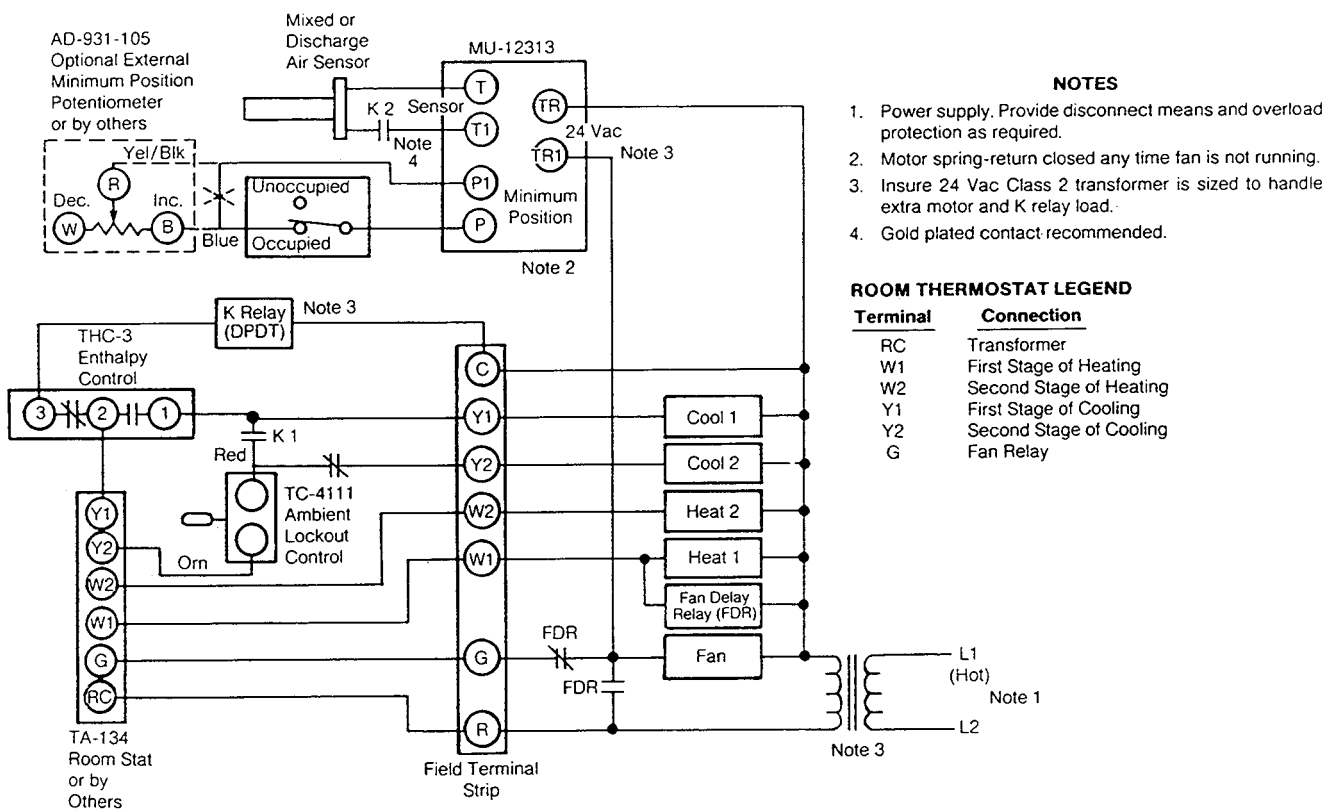 AD-931-105
Optional External
Minimum Position
Potentiometer
or by others
Mixed or
Discharge
Air Sensor
MU-12313
T
TR
K 2
Sensor
T1
24 Vac
Note 3
Note
4
TR1
Yel/Blk
R
P1
Unoccupied
Minimum
Position
Dec.
Inc.
W
B
Blue
Occupied
P
Note 2
NOTES
1. Power supply. Provide disconnect means and overload
protection as required.
2. Motor spring-return closed any time fan is not running.
3. Insure 24 Vac Class 2 transformer is sized to handle
extra motor and K relay load.
4. Gold plated contact recommended.
ROOM THERMOSTAT LEGEND
Terminal Connection
RC Transformer
W1 First Stage of Heating
W2 Second Stage of Heating
Y1 First Stage of Cooling
Y2 Second Stage of Cooling
G Fan Relay
K Relay
(DPDT)
Note 3
THC-3
Enthalpy
Control
3
2
1
C
K 1
Y1
Cool 1
Red
Y2
Cool 2
TC-4111
Ambient
Lockout
Control
W2
Heat 2
W1
Heat 1
Fan Delay
Relay (FDR)
Y1
Y2
Orn
W2
W1
G
RC
FDR
G
Fan
FDR
R
L1
(Hot)
Note 1
L2
Note 3
TA-134
Room Stat
or by
Others
Field Terminal
Strip